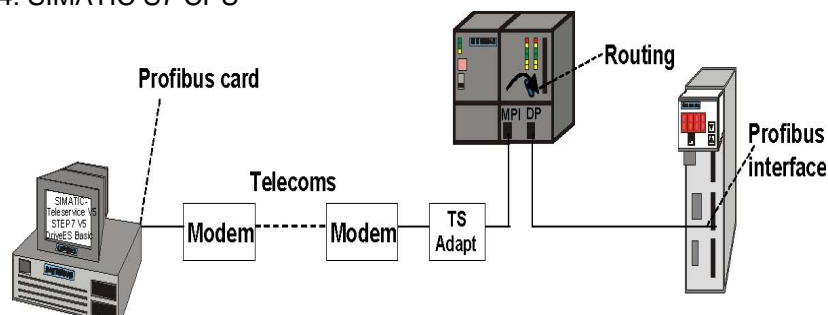 4. SIMATIC S7 CPU
Routing
Profibus card
MPI DP
Profibus
interface
Telecoms
SIMATIC-
Teleservice V5
STEP7 V5
DriveES Basic
Modem
Modem
TS
Adapt